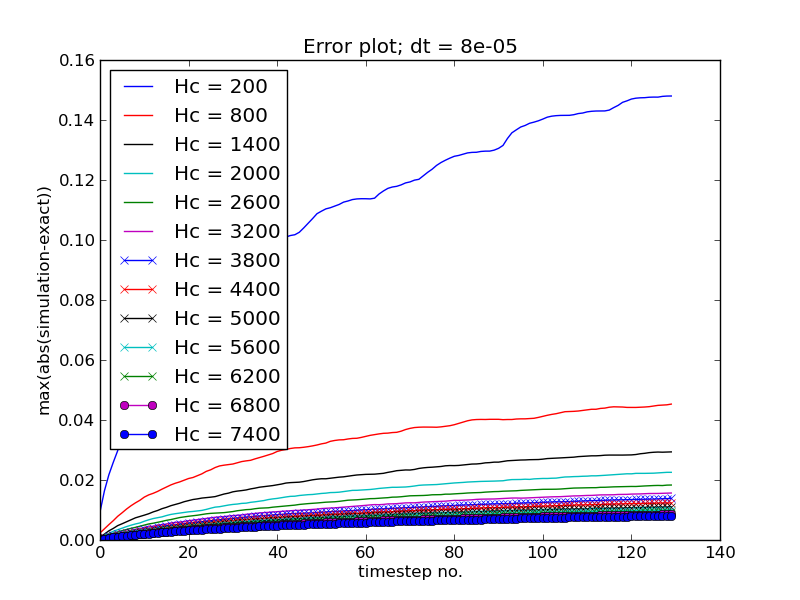 Error plot; dt = 8e-05
0.16
0.14
0.12
0.10
0.08
0.06
0.04
0.02
0.00
max(abs(simulation-exact))
Hc = 200
Hc = 800
Hc = 1400
Hc = 2000
Hc = 2600
Hc = 3200
Hc = 3800
Hc = 4400
Hc = 5000
Hc = 5600
Hc = 6200
Hc = 6800
Hc = 7400
0 20 40 60 80 100 120 140
timestep no.